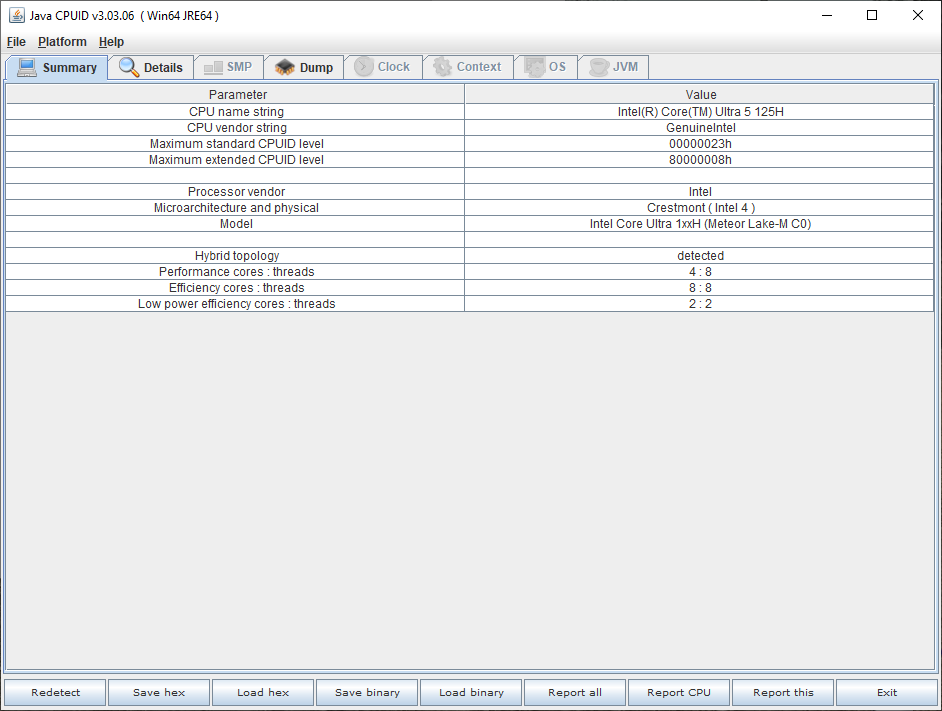 Java CPUID v3.03.06 ( Win64 JRE64 )
File Platform Help
Summary Details SMP Dump Clock Context OS JVM
Parameter Value
CPU name string Intel(R) Core(TM) Ultra 5 125H
CPU vendor string GenuineIntel
Maximum standard CPUID level 00000023h
Maximum extended CPUID level 80000008h
Processor vendor Intel
Microarchitecture and physical Crestmont ( Intel 4 )
Model Intel Core Ultra 1xxH (Meteor Lake-M C0)
Hybrid topology detected
Performance cores : threads 4 : 8
Efficiency cores : threads 8 : 8
Low power efficiency cores : threads 2 : 2
Redetect Save hex Load hex Save binary Load binary Report all Report CPU Report this Exit